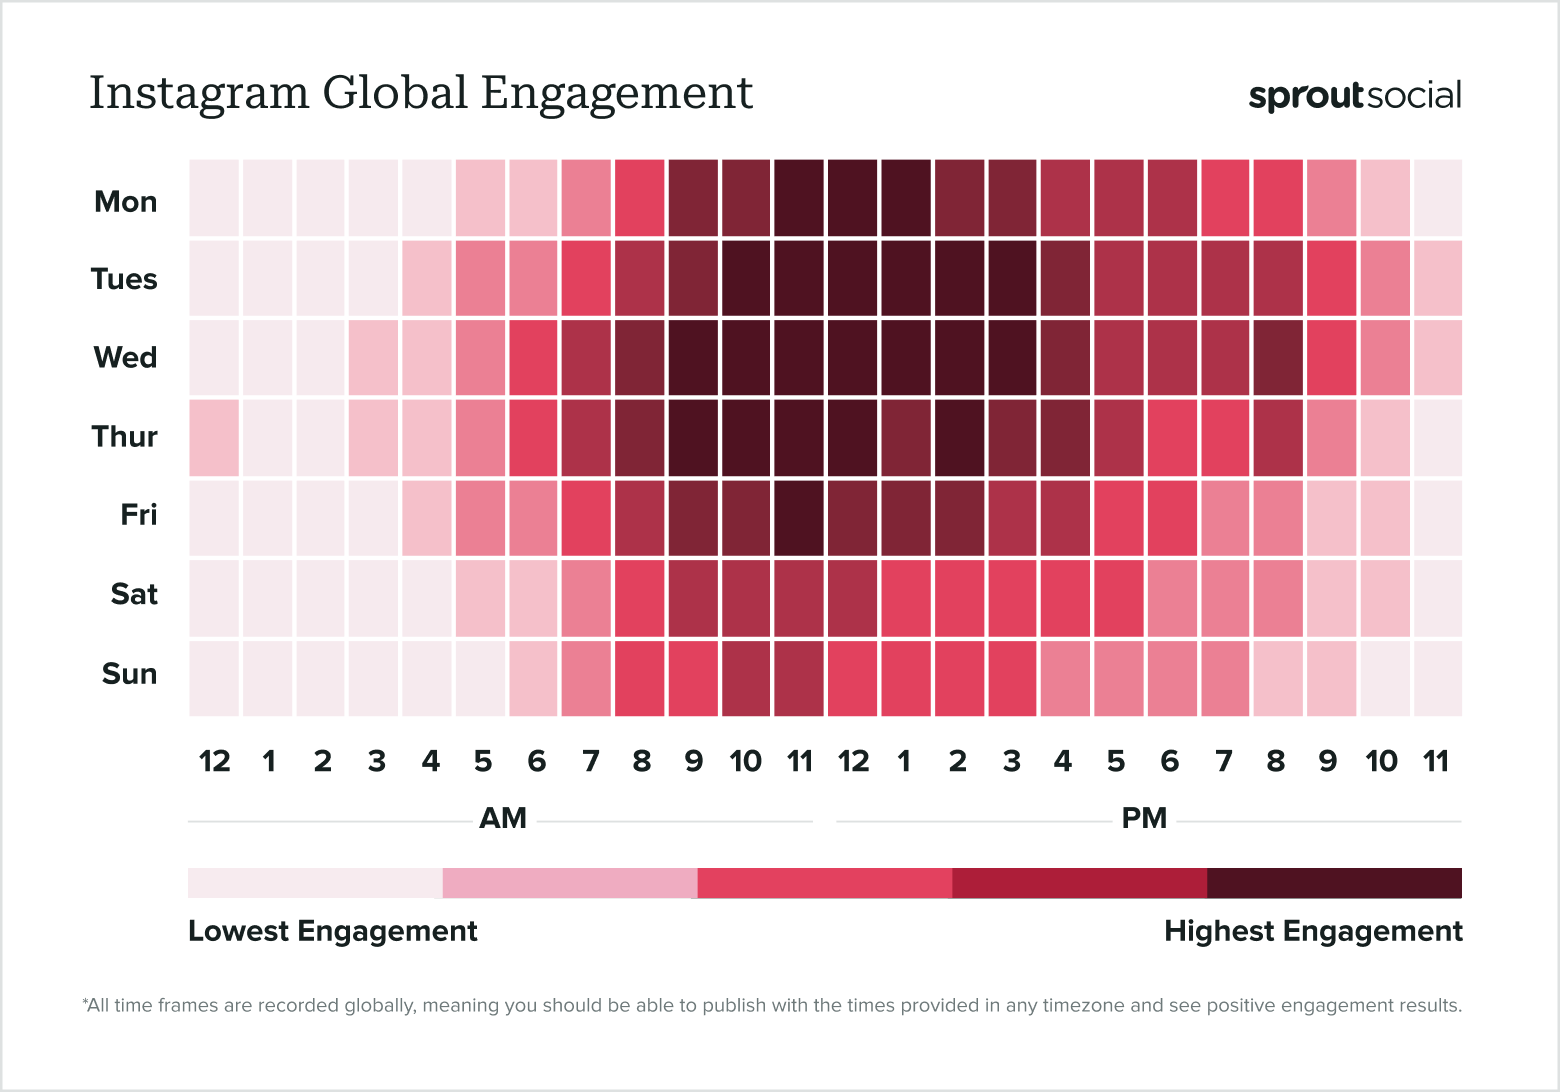 Instagram Global Engagement
sproutsocial
Mon
Tues
Wed
Thur
Fri
Sat
Sun
12 1 2 3 4 5 6 7 8 9 10 11 12 1 2 3 4 5 6 7 8 9 10 11
AM PM
Lowest Engagement Highest Engagement
*All time frames are recorded globally, meaning you should be able to publish with the times provided in any timezone and see positive engagement results.